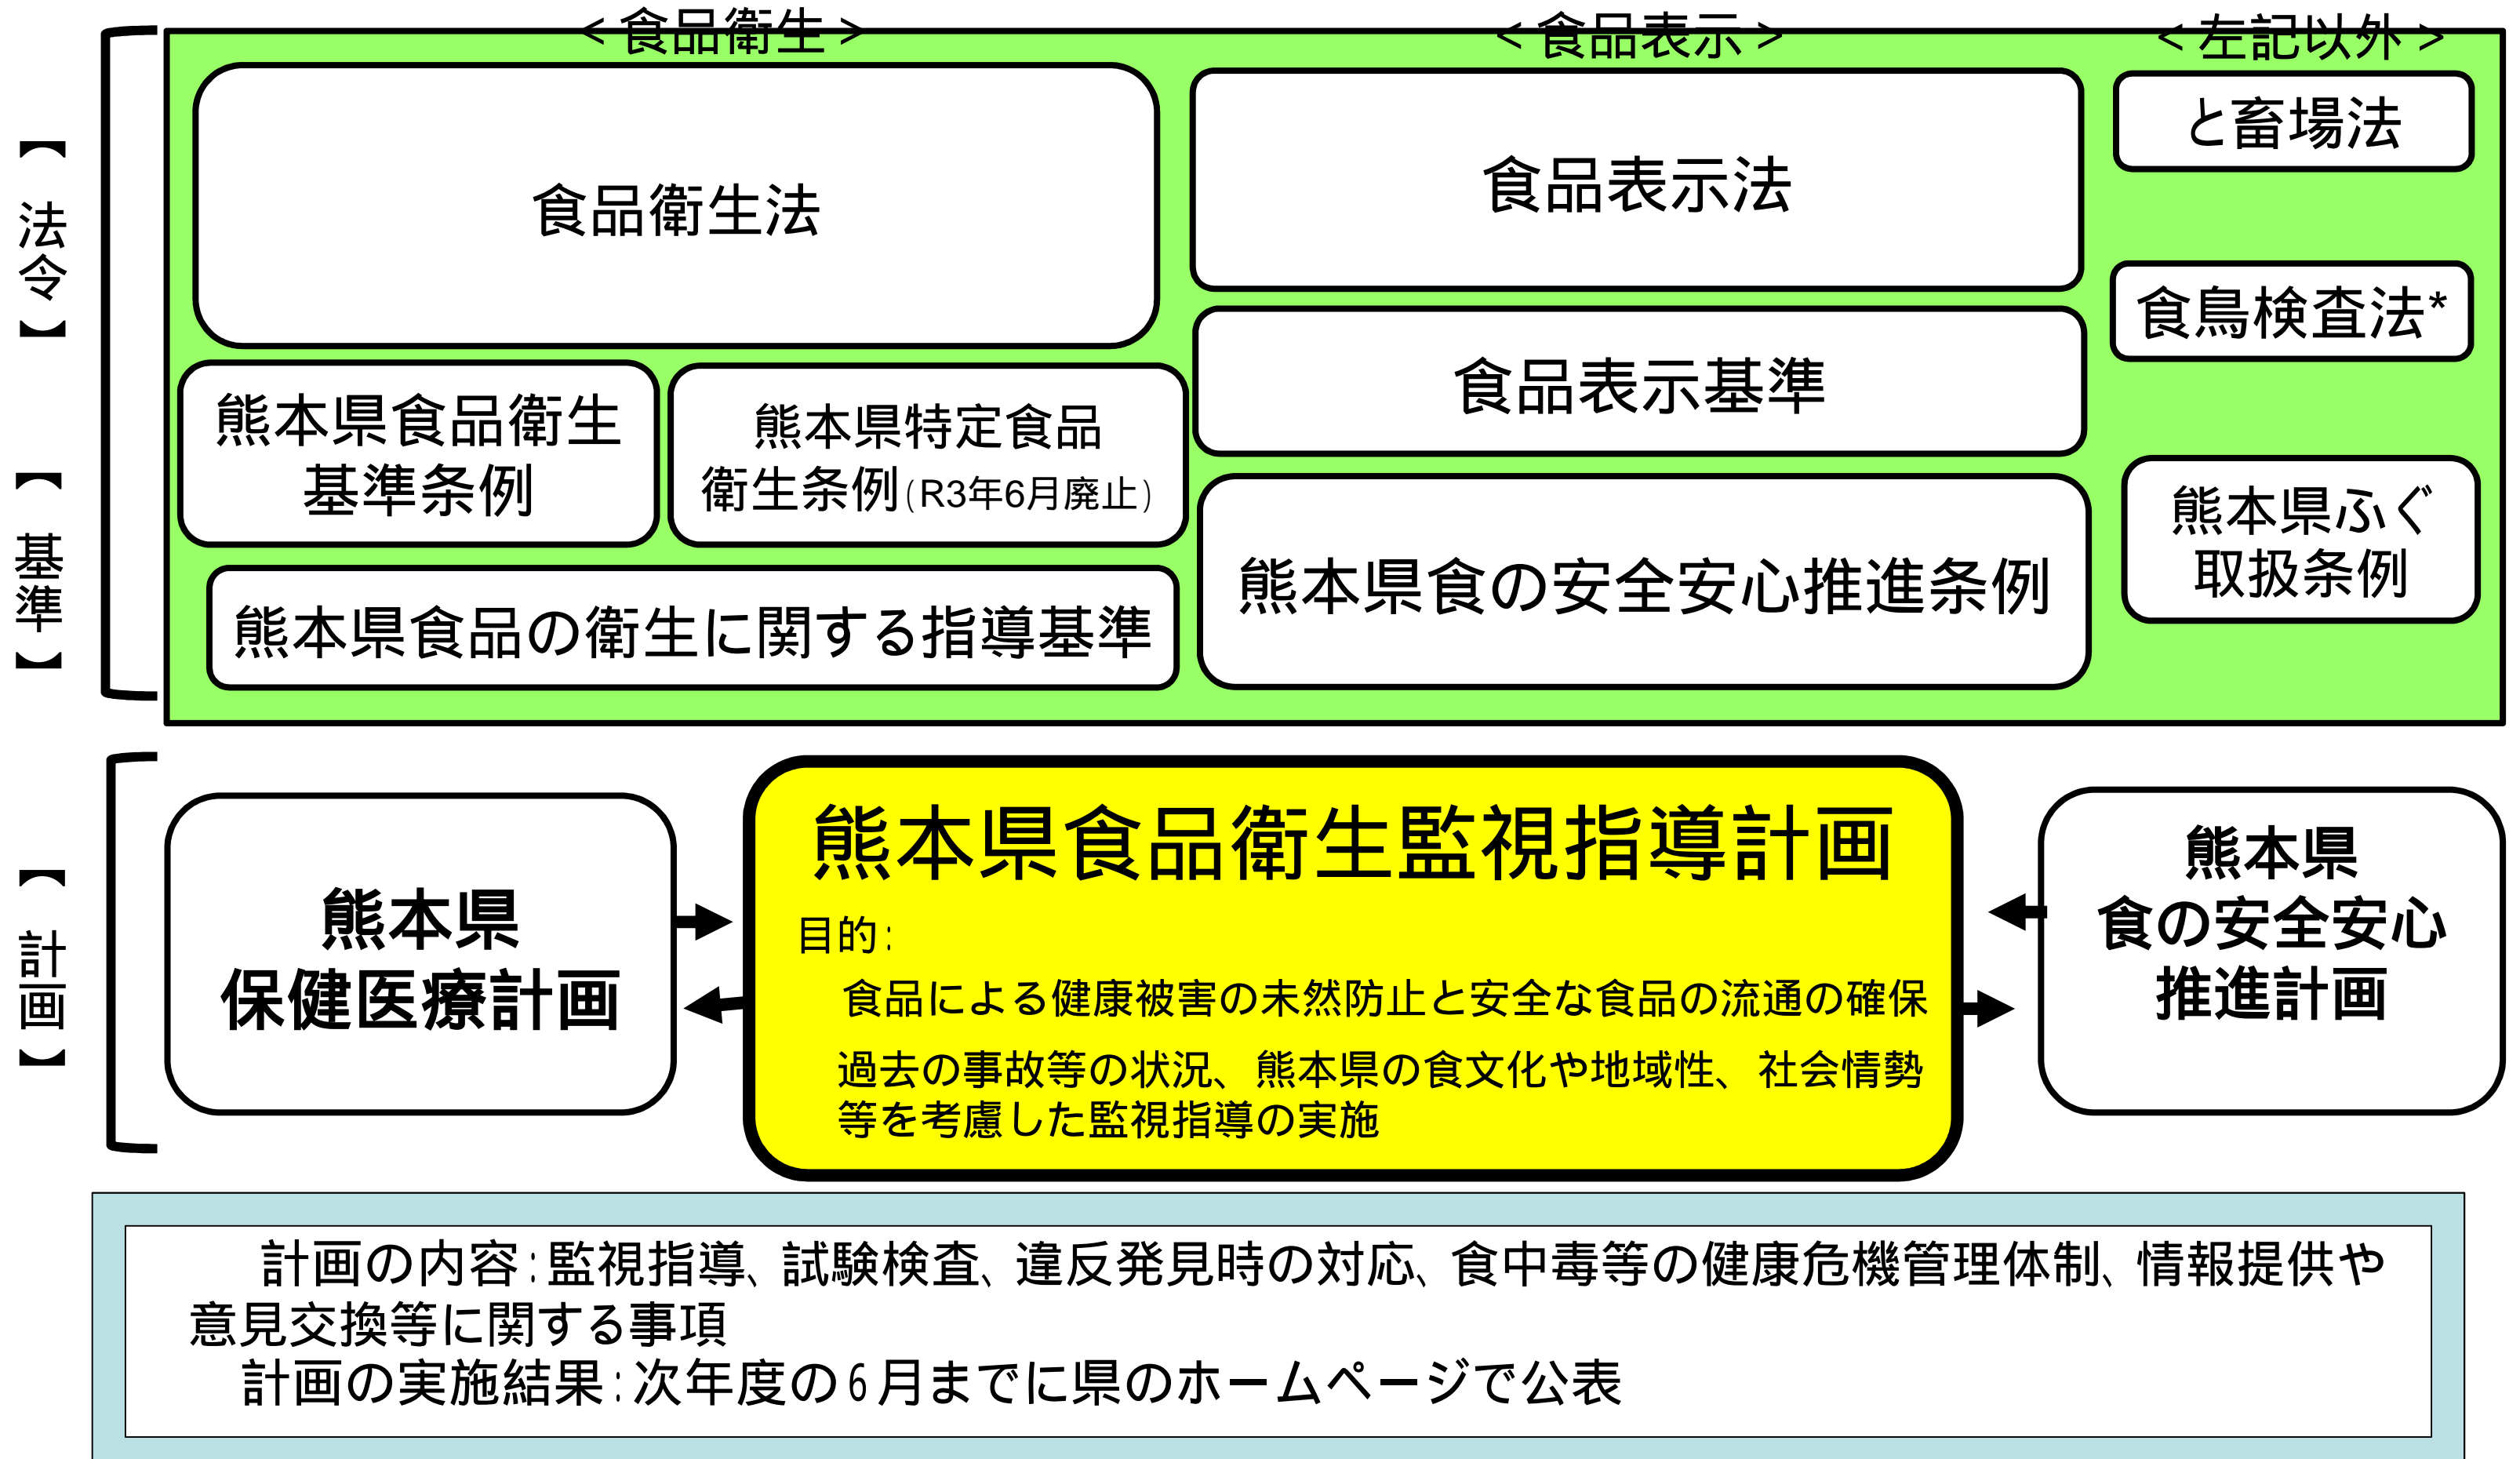 ＜食品衛生＞
＜食品表示＞
＜左記以外＞
【法令】
食品衛生法
食品表示法
と畜場法
食鳥検査法*
食品表示基準
【基準】
熊本県食品衛生
基準条例
熊本県特定食品
衛生条例（R3年6月廃止）
熊本県食の安全安心推進条例
熊本県ふぐ
取扱条例
熊本県食品の衛生に関する指導基準
【計画】
熊本県
保健医療計画
熊本県食品衛生監視指導計画
目的：
食品による健康被害の未然防止と安全な食品の流通の確保
過去の事故等の状況、熊本県の食文化や地域性、社会情勢
等を考慮した監視指導の実施
熊本県
食の安全安心
推進計画
計画の内容：監視指導、試験検査、違反発見時の対応、食中毒等の健康危機管理体制、情報提供や
意見交換等に関する事項
計画の実施結果：次年度の６月までに県のホームページで公表